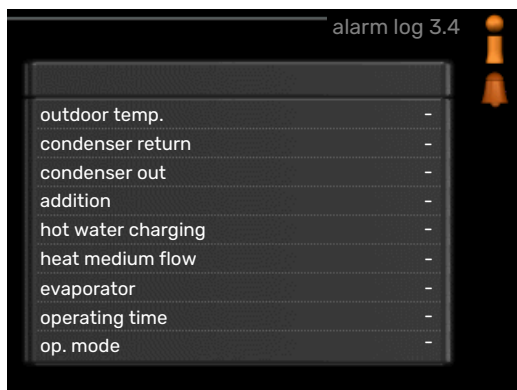 alarm log 3.4
outdoor temp. -
condenser return -
condenser out -
addition -
hot water charging -
heat medium flow -
evaporator -
operating time -
op. mode -